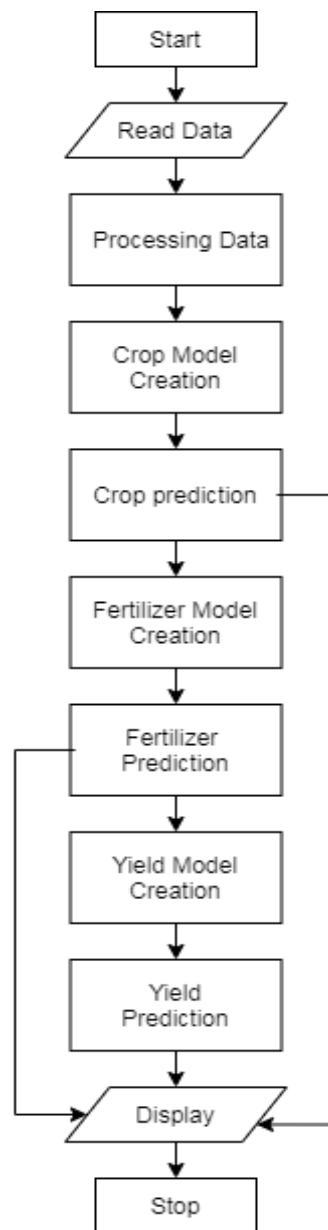 Start
Read Data
Processing Data
Crop Model
Creation
Crop prediction
Fertilizer Model
Creation
Fertilizer
Prediction
Yield Model
Creation
Yield
Prediction
Display
Stop